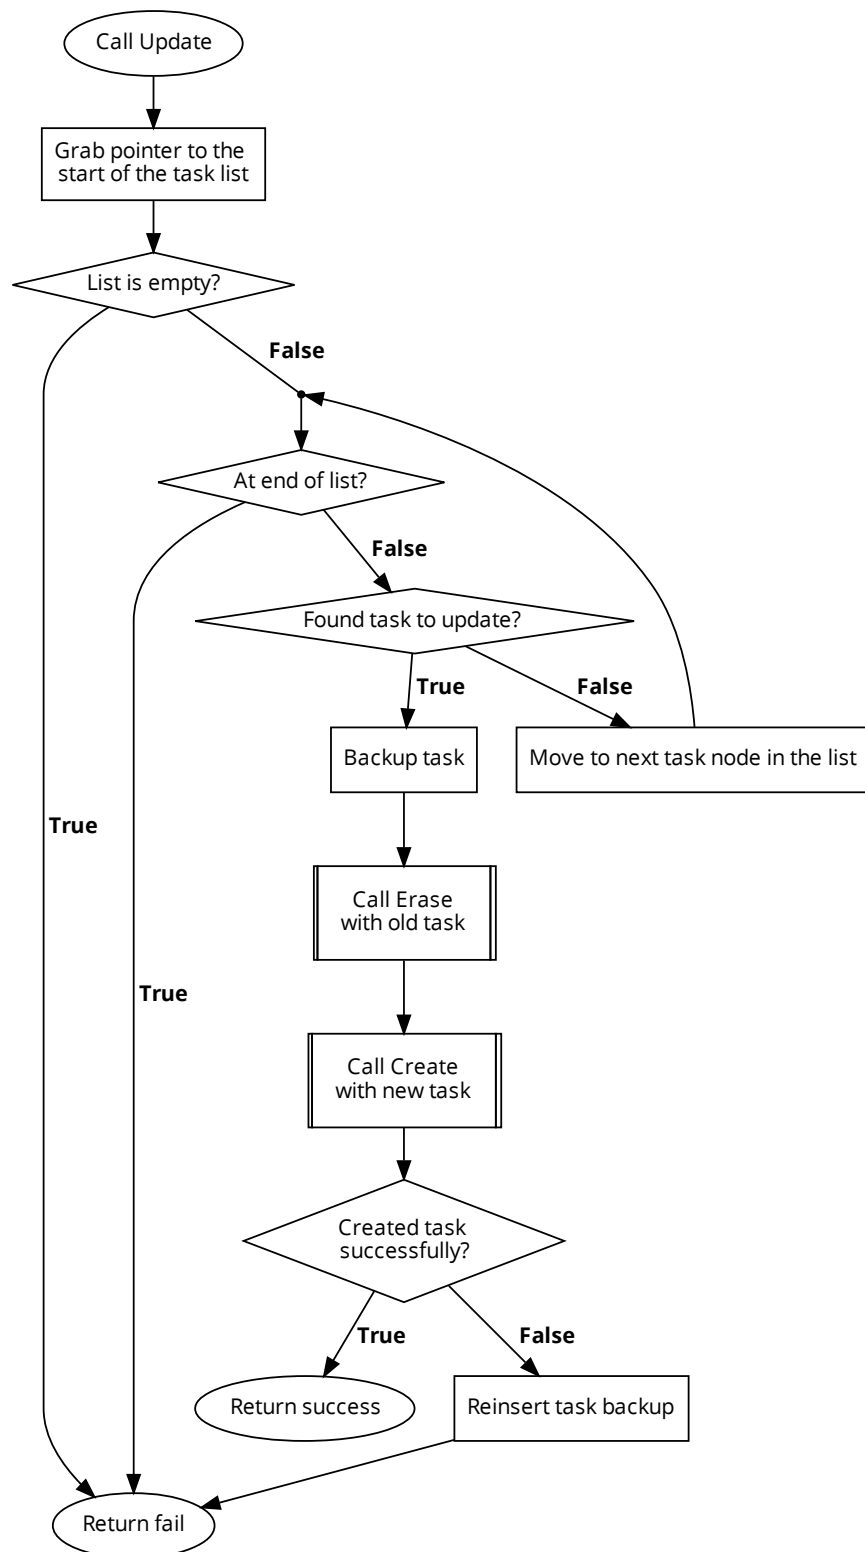 Call Update
Grab pointer to the
start of the task list
List is empty?
False
At end of list?
False
Found task to update?
True
False
Backup task
Move to next task node in the list
True
Call Erase
with old task
True
Call Create
with new task
Created task
successfully?
True
False
Return success
Reinsert task backup
Return fail